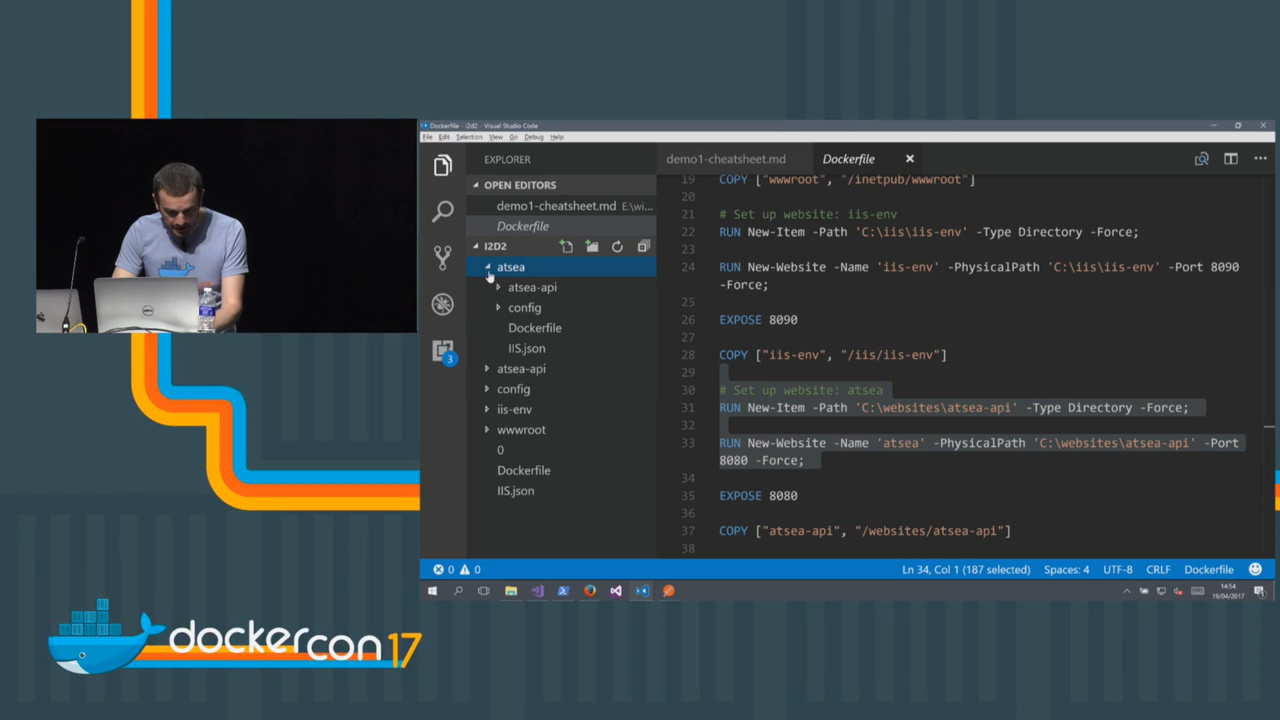 Dockerfile - i2d2 - Visual Studio Code
File Edit Selection View Go Debug Help
EXPLORER
demo1-cheatsheet.md
Dockerfile
OPEN EDITORS
demo1-cheatsheet.md E:\wi...
Dockerfile
I2D2
atsea
atsea-api
config
Dockerfile
IIS.json
atsea-api
config
iis-env
wwwroot
0
Dockerfile
IIS.json
3
19 COPY ["wwwroot", "/inetpub/wwwroot"]
20
21 # Set up website: iis-env
22 RUN New-Item -Path 'C:\iis\iis-env' -Type Directory -Force;
23
24 RUN New-Website -Name 'iis-env' -PhysicalPath 'C:\iis\iis-env' -Port 8090
-Force;
25
26 EXPOSE 8090
27
28 COPY ["iis-env", "/iis/iis-env"]
29
30 # Set up website: atsea
31 RUN New-Item -Path 'C:\websites\atsea-api' -Type Directory -Force;
32
33 RUN New-Website -Name 'atsea' -PhysicalPath 'C:\websites\atsea-api' -Port
8080 -Force;
34
35 EXPOSE 8080
36
37 COPY ["atsea-api", "/websites/atsea-api"]
38
0 0
Ln 34, Col 1 (187 selected) Spaces: 4 UTF-8 CRLF Dockerfile
14:54
19/04/2017
dockercon 17